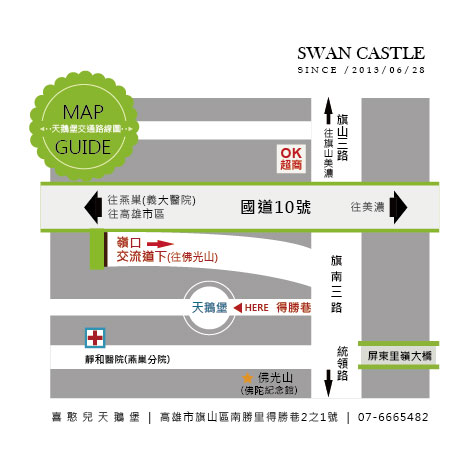 SWAN CASTLE
SINCE /2013/06/28
MAP
天鵝堡交通路線圖
GUIDE
旗山三路
往旗山美濃
OK
超商
往燕巢(義大醫院)
往高雄市區
國道10號
往美濃
嶺口
交流道下(往佛光山)
旗南三路
天鵝堡
HERE 得勝巷
靜和醫院(燕巢分院)
統領路
屏東里嶺大橋
佛光山
(佛陀紀念館)
喜憨兒天鵝堡 | 高雄市旗山區南勝里得勝巷2之1號 | 07-6665482